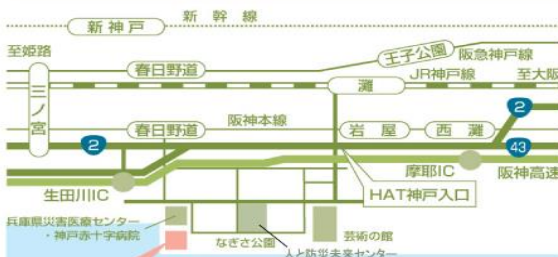 新幹線
新神戸
至姫路
王子公園
阪急神戸線
春日野道
JR神戸線
至大阪
灘
三ノ宮
2
阪神本線
春日野道
岩屋
西灘
2
43
摩耶IC
阪神高速
生田川IC
HAT神戸入口
兵庫県災害医療センター
・神戸赤十字病院
なぎさ公園
芸術の館
人と防災未来センター